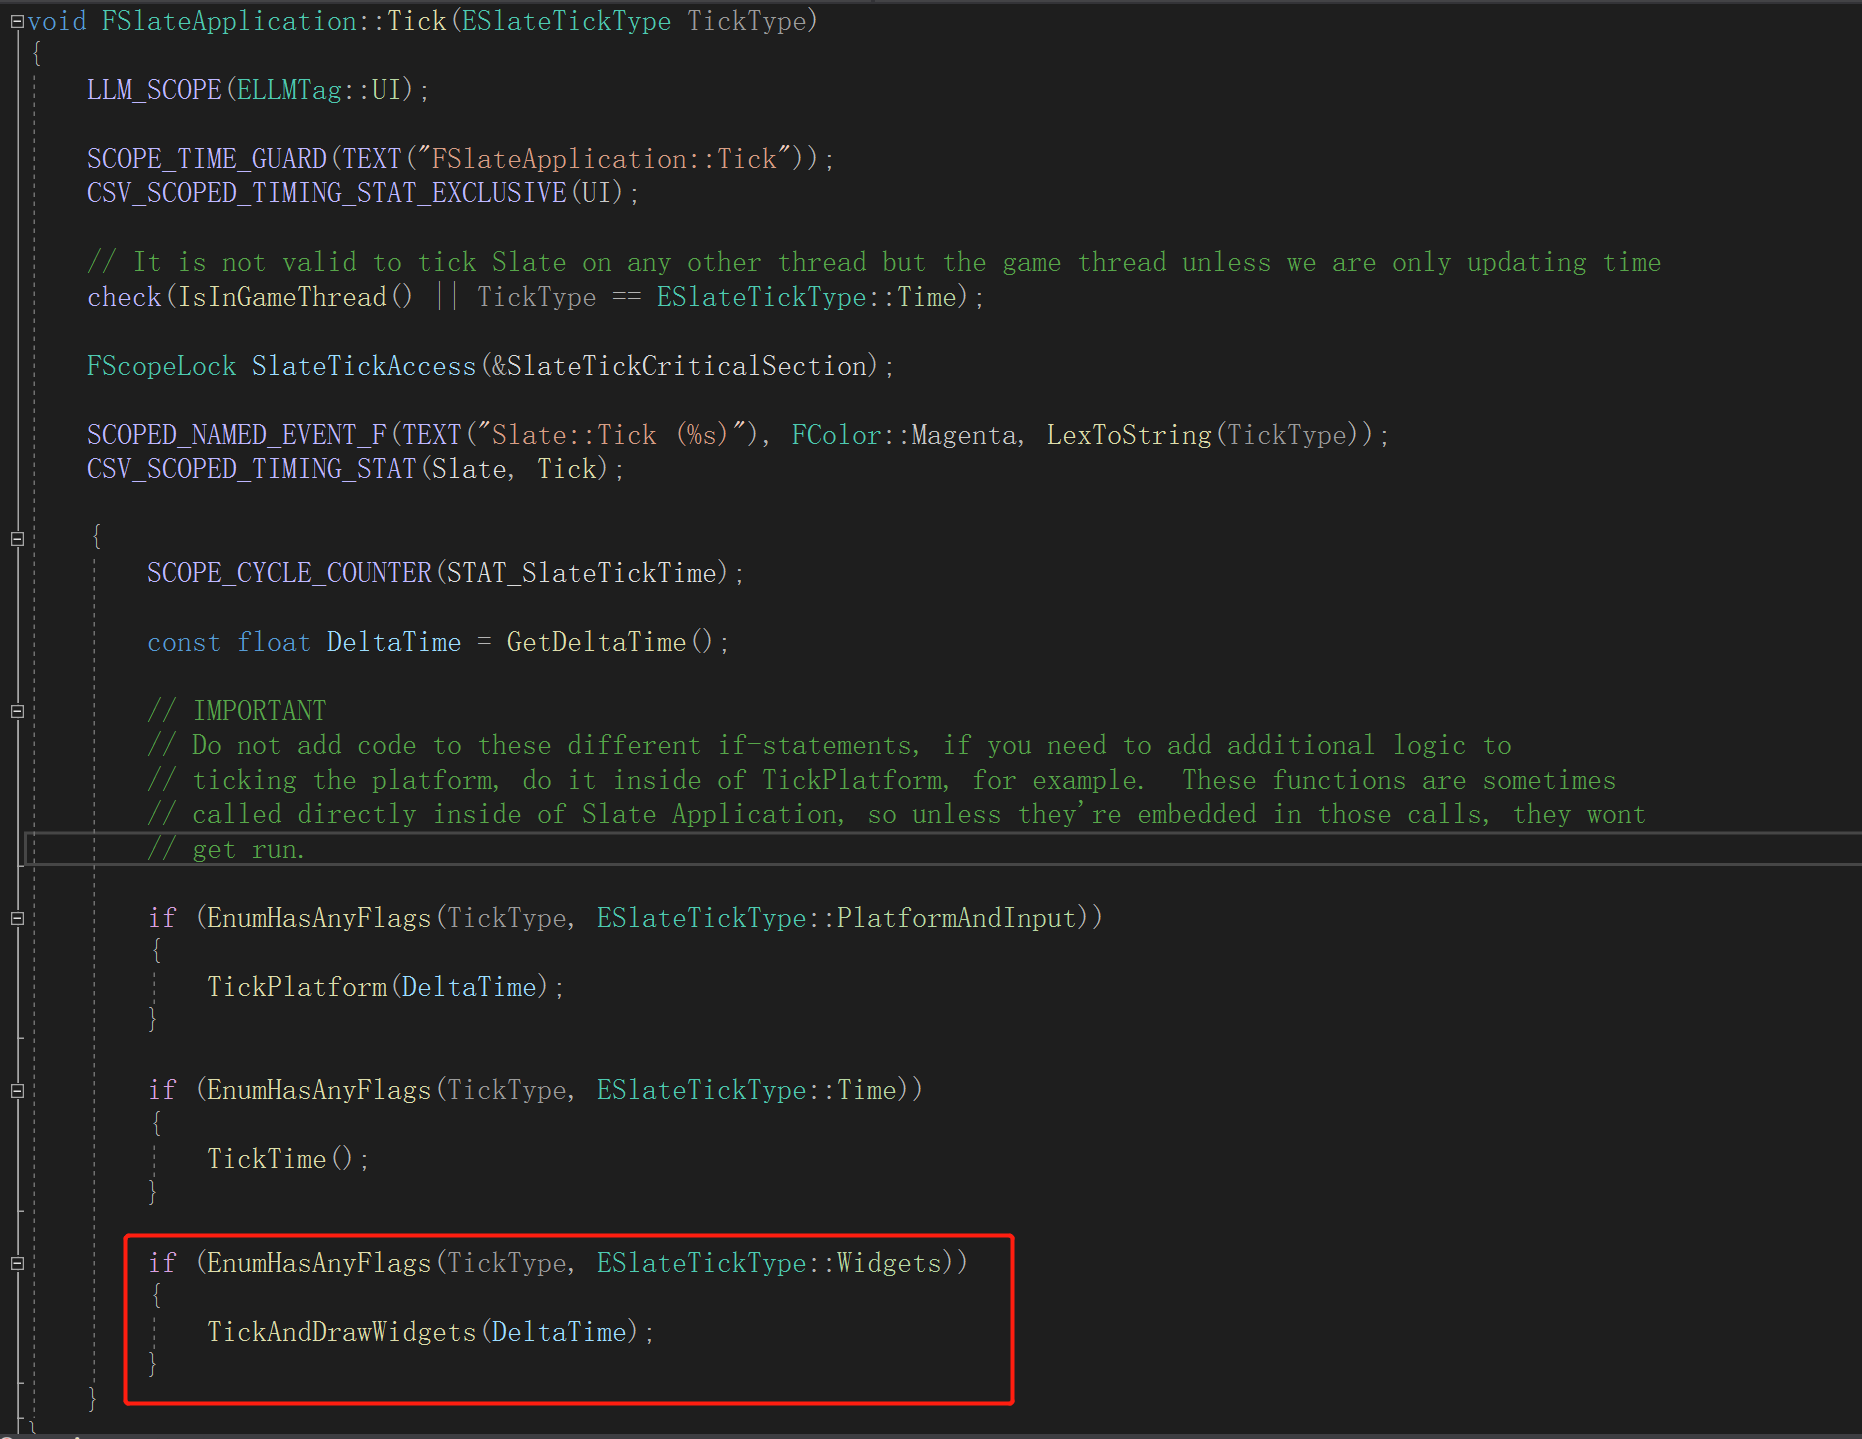 void FSlateApplication::Tick(ESlateTickType TickType)
{
LLM_SCOPE(ELLMTag::UI);
SCOPE_TIME_GUARD(TEXT("FSlateApplication::Tick"));
CSV_SCOPED_TIMING_STAT_EXCLUSIVE(UI);
// It is not valid to tick Slate on any other thread but the game thread unless we are only updating time
check(IsInGameThread() || TickType == ESlateTickType::Time);
FScopeLock SlateTickAccess(&SlateTickCriticalSection);
SCOPED_NAMED_EVENT_F(TEXT("Slate::Tick (%s)"), FColor::Magenta, LexToString(TickType));
CSV_SCOPED_TIMING_STAT(Slate, Tick);
{
SCOPE_CYCLE_COUNTER(STAT_SlateTickTime);
const float DeltaTime = GetDeltaTime();
// IMPORTANT
// Do not add code to these different if-statements, if you need to add additional logic to
// ticking the platform, do it inside of TickPlatform, for example.  These functions are sometimes
// called directly inside of Slate Application, so unless they're embedded in those calls, they wont
// get run.
if (EnumHasAnyFlags(TickType, ESlateTickType::PlatformAndInput))
{
TickPlatform(DeltaTime);
}
if (EnumHasAnyFlags(TickType, ESlateTickType::Time))
{
TickTime();
}
if (EnumHasAnyFlags(TickType, ESlateTickType::Widgets))
{
TickAndDrawWidgets(DeltaTime);
}
}
}